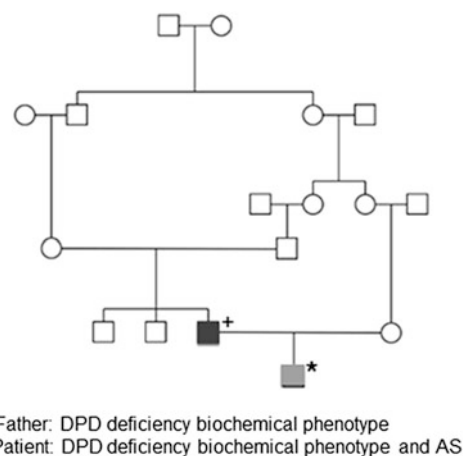 +
*
Father: DPD deficiency biochemical phenotype
Patient: DPD deficiency biochemical phenotype and AS